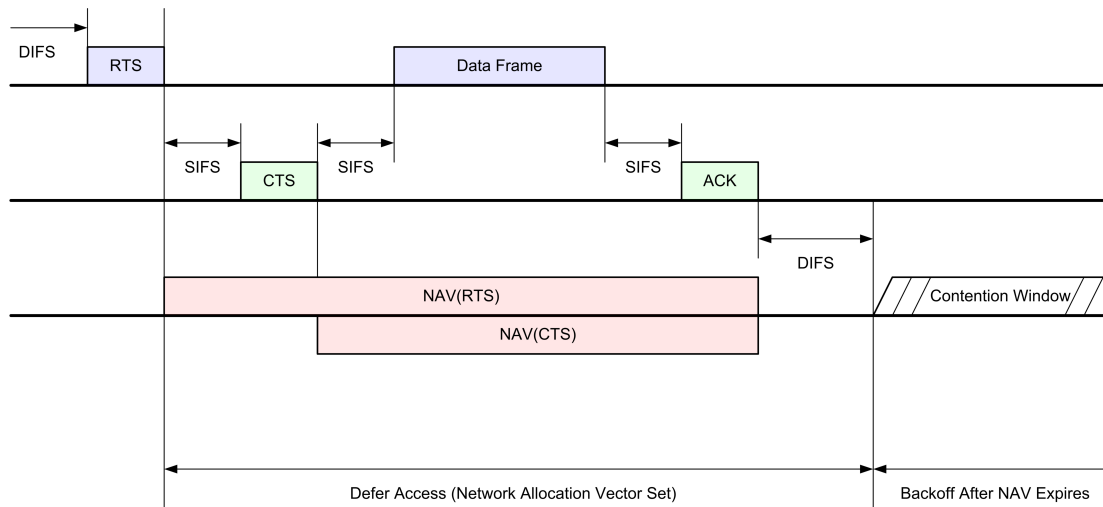 DIFS
RTS
Data Frame
SIFS
CTS
SIFS
SIFS
ACK
DIFS
NAV(RTS)
Contention Window
NAV(CTS)
Defer Access (Network Allocation Vector Set)
Backoff After NAV Expires